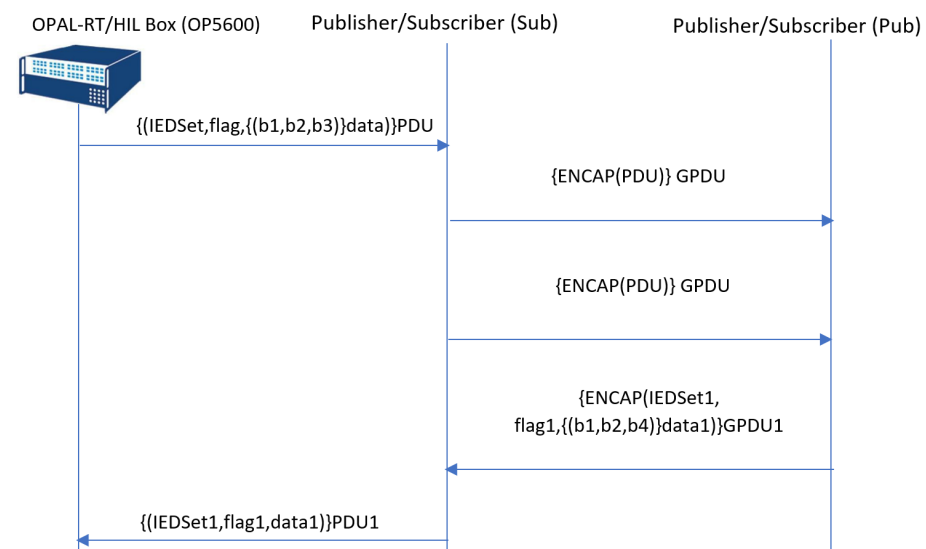 OPAL-RT/HIL Box (OP5600)
Publisher/Subscriber (Sub)
Publisher/Subscriber (Pub)
{(IEDSet,flag,{(b1,b2,b3)}data)}PDU
{ENCAP(PDU)} GPDU
{ENCAP(PDU)} GPDU
{ENCAP(IEDSet1,
flag1,{(b1,b2,b4)}data1)}GPDU1
{(IEDSet1,flag1,data1)}PDU1